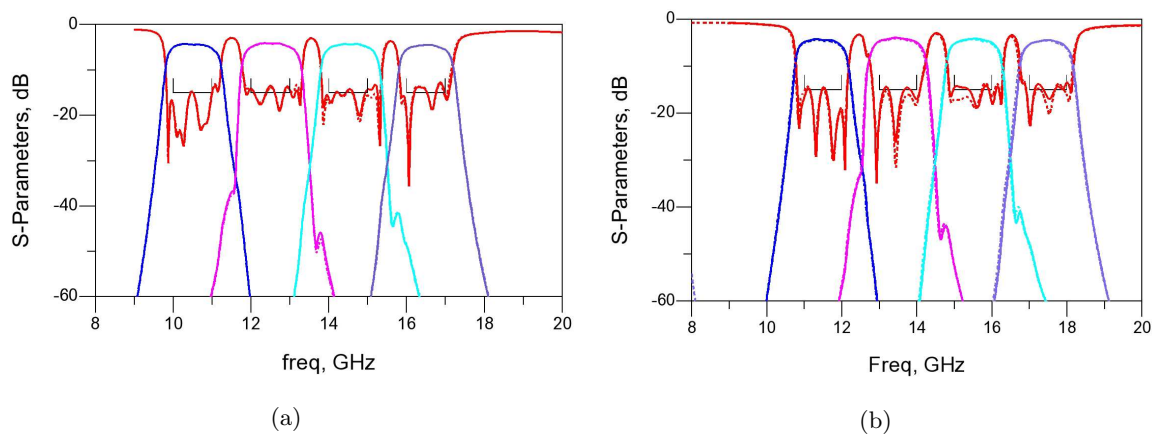 0
-20
-40
-60
S-Parameters, dB
8 10 12 14 16 18 20
freq, GHz
(a)
0
-20
-40
-60
S-Parameters, dB
8 10 12 14 16 18 20
Freq, GHz
(b)